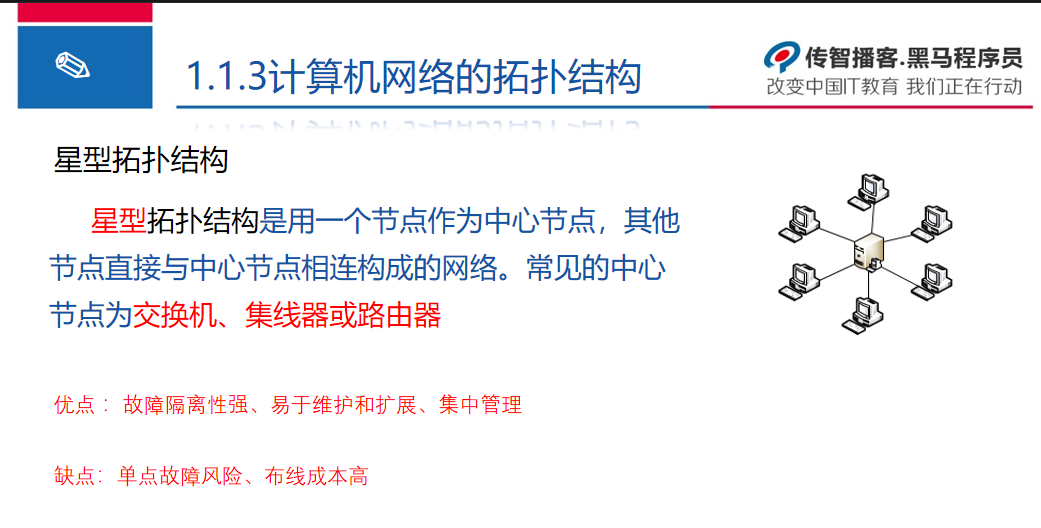 1.1.3计算机网络的拓扑结构
传智播客.黑马程序员
改变中国IT教育 我们正在行动
星型拓扑结构
星型拓扑结构是用一个节点作为中心节点，其他
节点直接与中心节点相连构成的网络。常见的中心
节点为交换机、集线器或路由器
优点： 故障隔离性强、易于维护和扩展、集中管理
缺点：单点故障风险、布线成本高